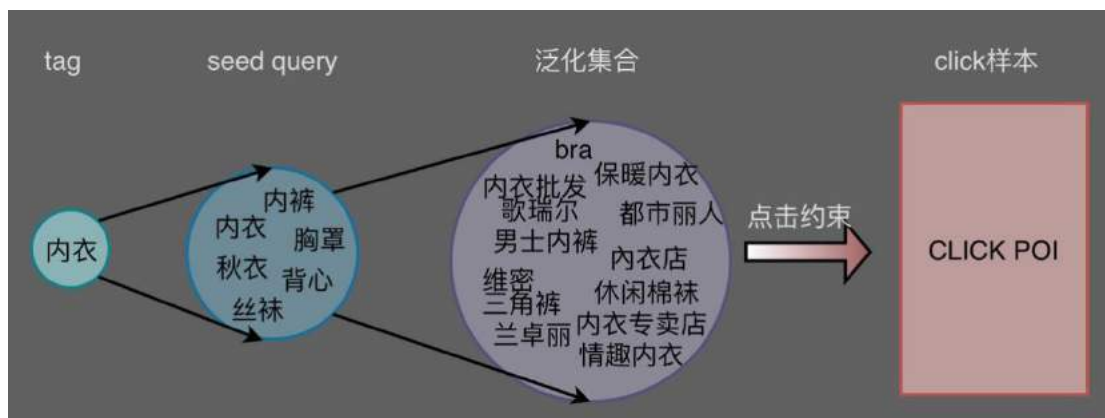 tag
seed query
泛化集合
click样本
内衣
内裤
内衣
胸罩
秋衣
背心
丝袜
bra
保暖内衣
内衣批发
歌瑞尔
都市丽人
男士内裤
內衣店
维密
休闲棉袜
三角裤
内衣专卖店
兰卓丽
情趣内衣
点击约束
CLICK POI